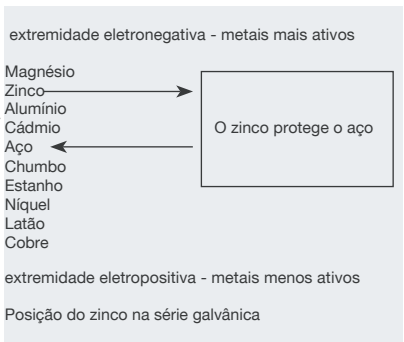 extremidade eletronegativa - metais mais ativos
Magnésio
Zinco
Alumínio
Cádmio
Aço
Chumbo
Estanho
Níquel
Latão
Cobre
O zinco protege o aço
extremidade eletropositiva - metais menos ativos
Posição do zinco na série galvânica